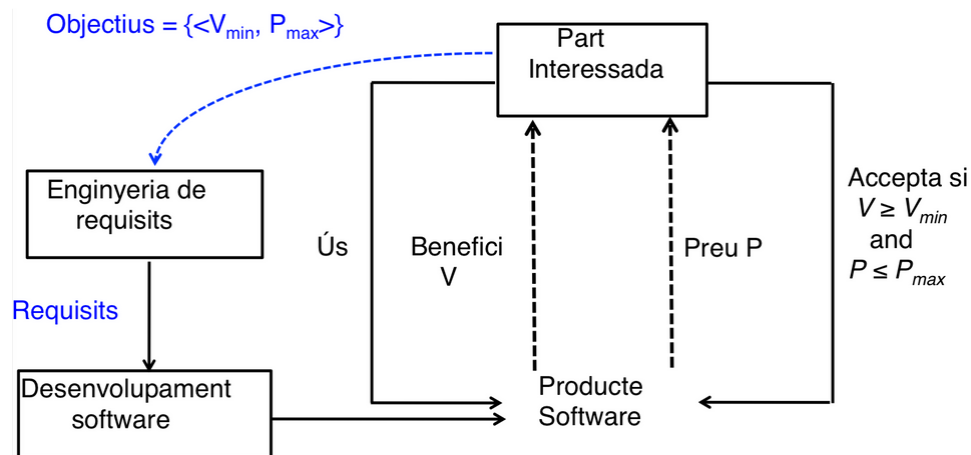 Objectius = {<Vmin, Pmax>}
Part
Interessada
Enginyeria de
requisits
Accepta si
V ≥ Vmin
and
P ≤ Pmax
Ús
Benefici
V
Preu P
Requisits
Desenvolupament
software
Producte
Software